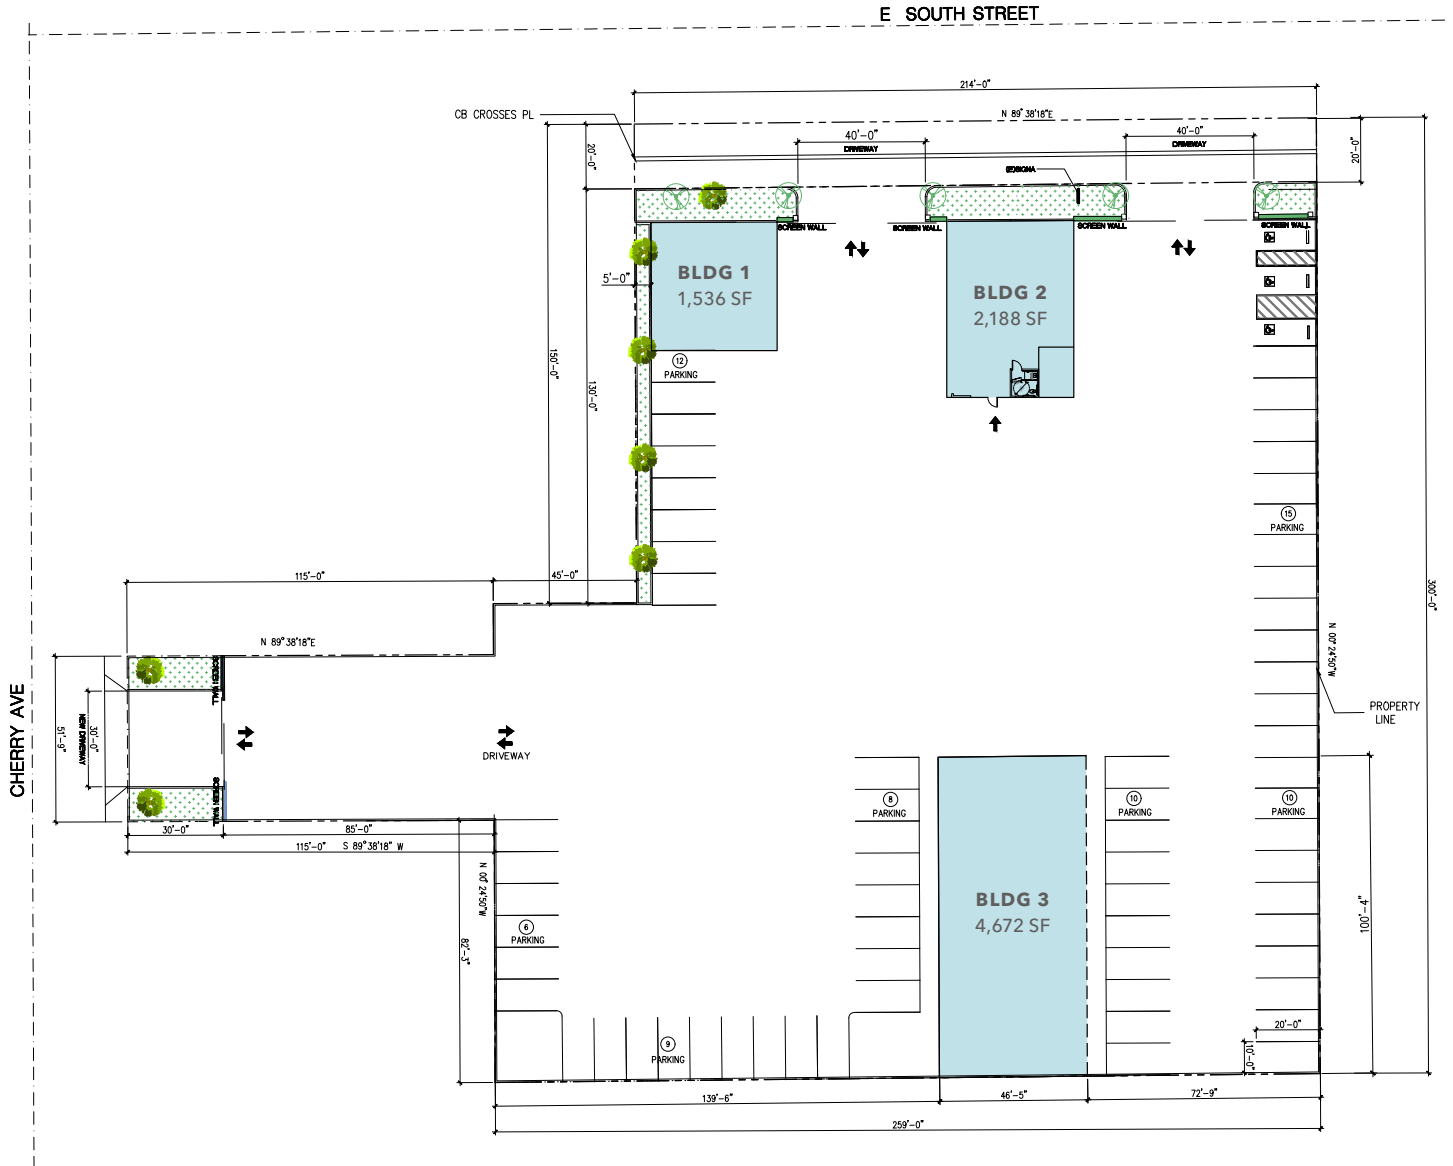 E SOUTH STREET
214'-0"
CB CROSSES PL
N 89°38'18"E
40'-0"
DRIVEWAY
40'-0"
DRIVEWAY
20'-0"
20'-0"
(E)SIGNA
SCREEN WALL
SCREEN WALL
SCREEN WALL
SCREEN WALL
5'-0"
BLDG 1
1,536 SF
BLDG 2
2,188 SF
12
PARKING
150'-0"
130'-0"
15
PARKING
300'-0"
115'-0"
45'-0"
N 89°38'18"E
N 00°24'50"W
SCREEN WALL
CHERRY AVE
51'-9"
NEW DRIVEWAY
30'-0"
DRIVEWAY
PROPERTY
LINE
SCREEN WALL
8
PARKING
10
PARKING
10
PARKING
30'-0"
85'-0"
115'-0" S 89°38'18" W
N 00°24'50"W
82'-3"
6
PARKING
BLDG 3
4,672 SF
100'-4"
9
PARKING
20'-0"
10'-0"
139'-6"
46'-5"
72'-9"
259'-0"